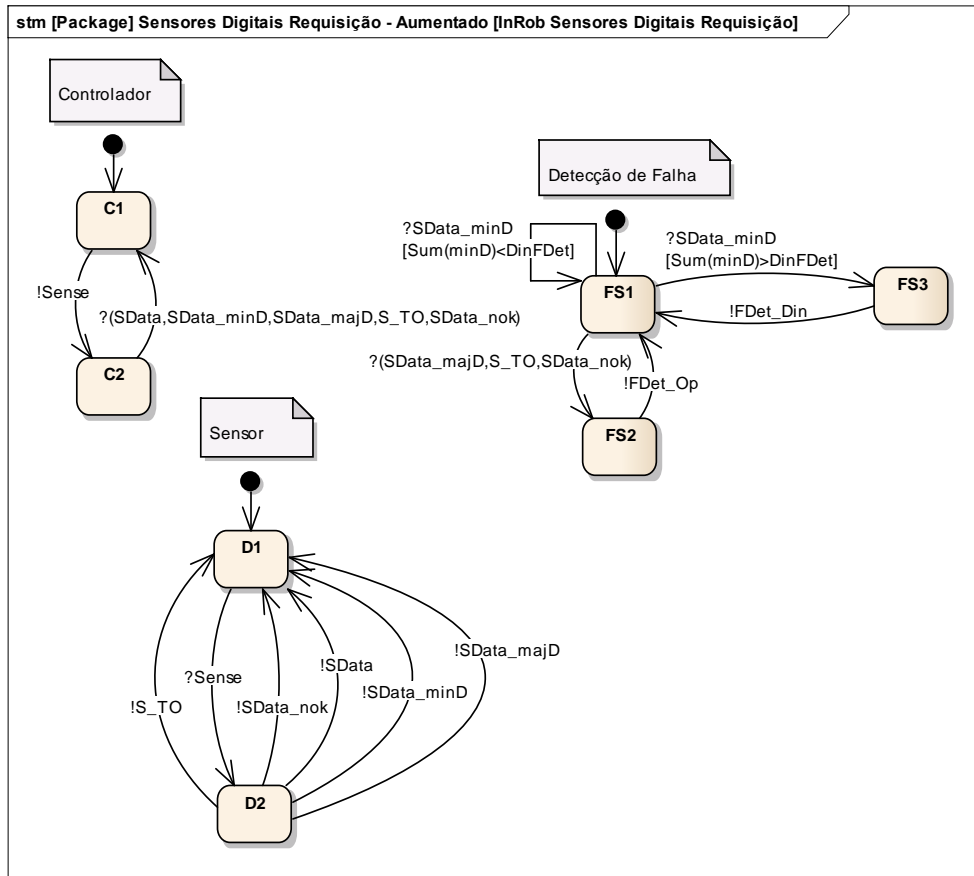 stm [Package] Sensores Digitais Requisição - Aumentado [InRob Sensores Digitais Requisição]
Controlador
C1
!Sense
?(SData,SData_minD,SData_majD,S_TO,SData_nok)
C2
Detecção de Falha
?SData_minD
[Sum(minD)<DinFDet]
?SData_minD
[Sum(minD)>DinFDet]
FS1
FS3
!FDet_Din
?(SData_majD,S_TO,SData_nok)
!FDet_Op
FS2
Sensor
D1
!SData_majD
!SData
?Sense
!SData_minD
!S_TO
!SData_nok
D2